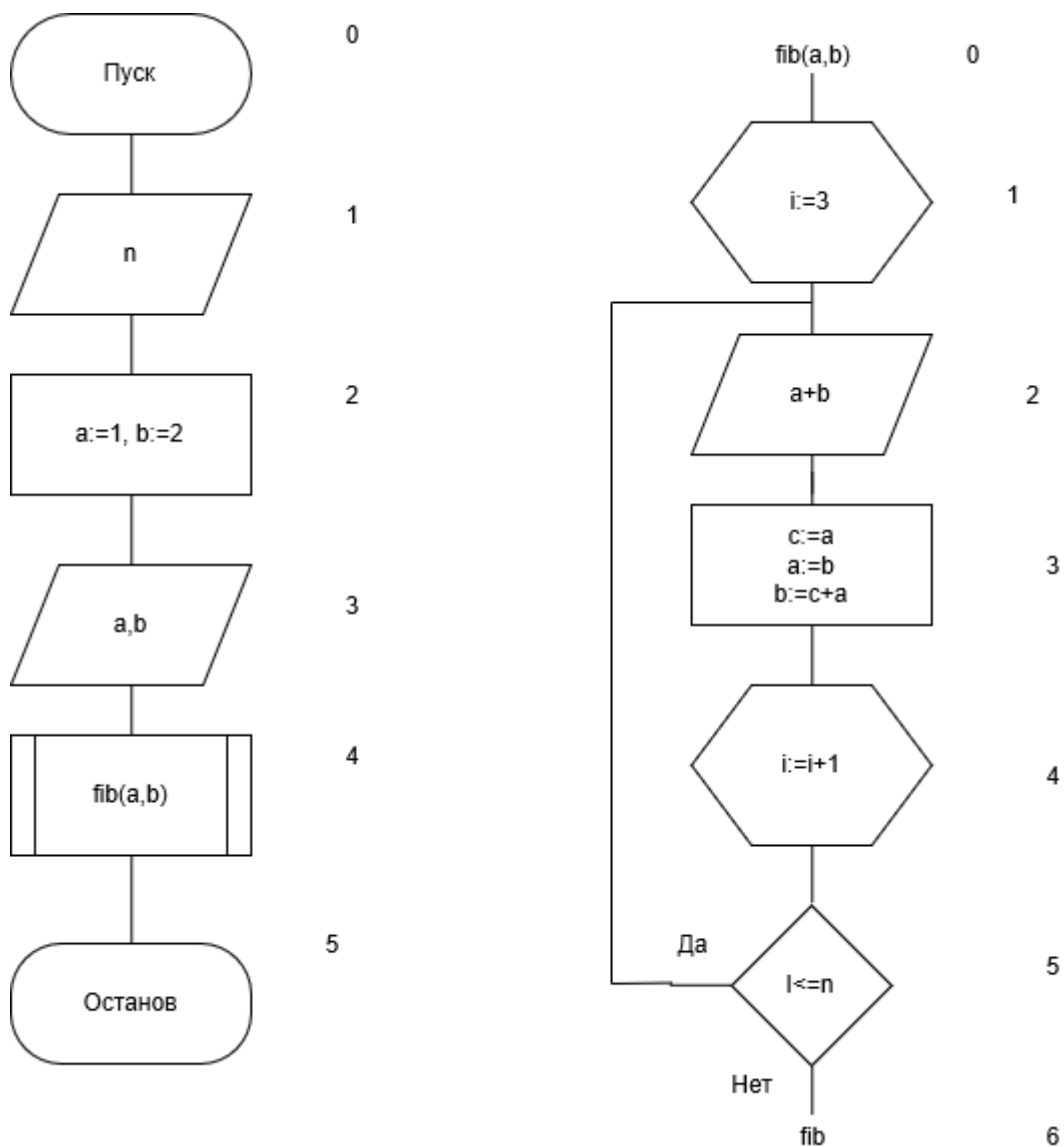 Пуск
0
n
1
a:=1, b:=2
2
a,b
3
fib(a,b)
4
Останов
5
fib(a,b)
0
i:=3
1
a+b
2
c:=a
a:=b
b:=c+a
3
i:=i+1
4
Да
I<=n
5
Нет
fib
6